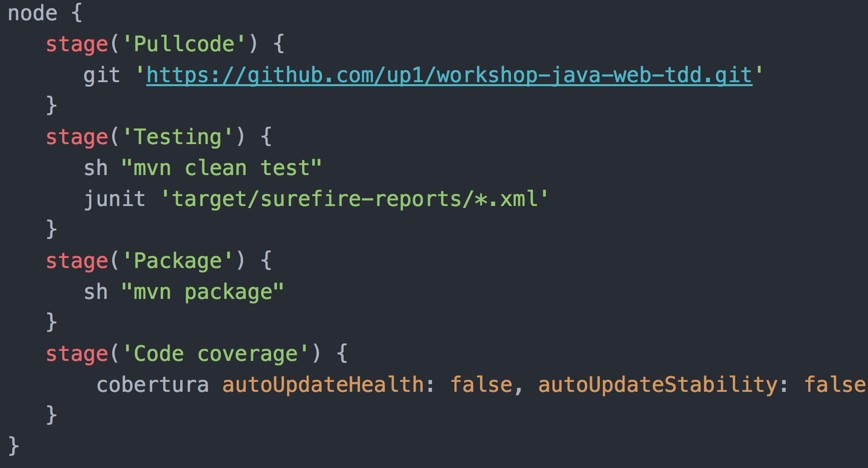 node {
stage('Pullcode') {
git 'https://github.com/up1/workshop-java-web-tdd.git'
}
stage('Testing') {
sh "mvn clean test"
junit 'target/surefire-reports/*.xml'
}
stage('Package') {
sh "mvn package"
}
stage('Code coverage') {
cobertura autoUpdateHealth: false, autoUpdateStability: false
}
}